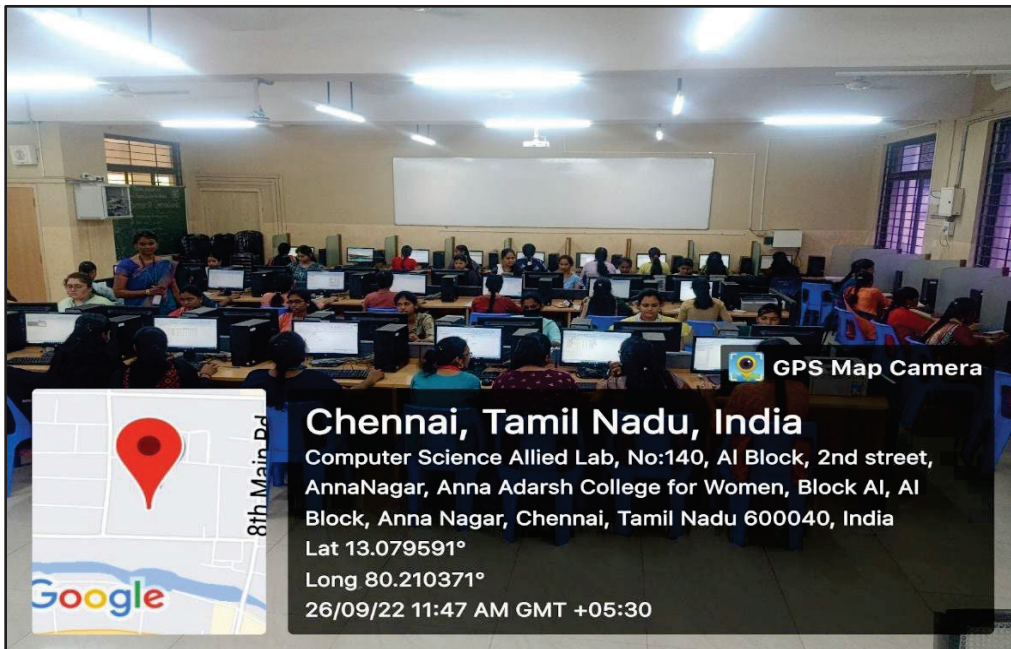 GPS Map Camera
Chennai, Tamil Nadu, India
Computer Science Allied Lab, No:140, AI Block, 2nd street,
AnnaNagar, Anna Adarsh College for Women, Block AI, AI
Block, Anna Nagar, Chennai, Tamil Nadu 600040, India
Lat 13.079591°
Long 80.210371°
26/09/22 11:47 AM GMT +05:30
8th Main Rd
Google